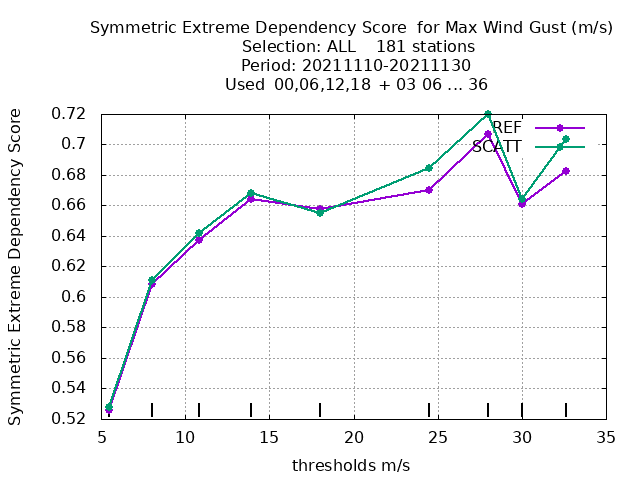 Symmetric Extreme Dependency Score  for Max Wind Gust (m/s)
Selection: ALL    181 stations
Period: 20211110-20211130
Used  00,06,12,18 + 03 06 ... 36
Symmetric Extreme Dependency Score
0.72
0.7
0.68
0.66
0.64
0.62
0.6
0.58
0.56
0.54
0.52
REF
SCATT
5 10 15 20 25 30 35
thresholds m/s